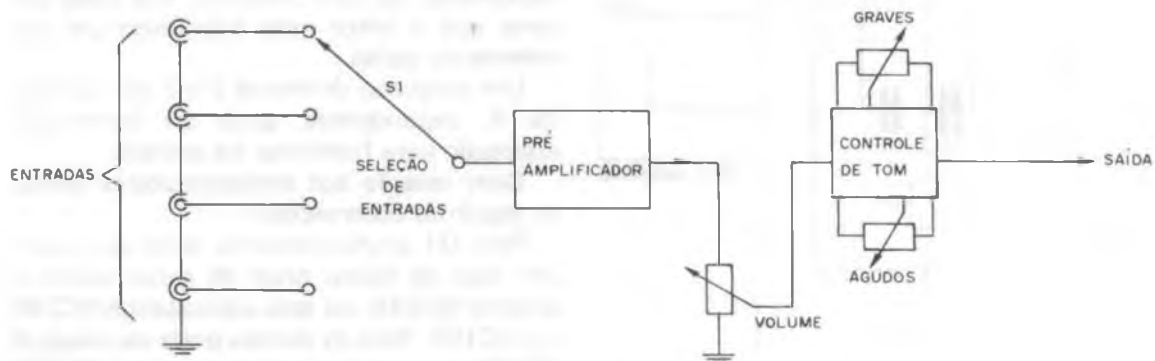 ENTRADAS
S1
SELEÇÃO
DE
ENTRADAS
PRÉ
AMPLIFICADOR
VOLUME
GRAVES
CONTROLE
DE TOM
AGUDOS
SAÍDA